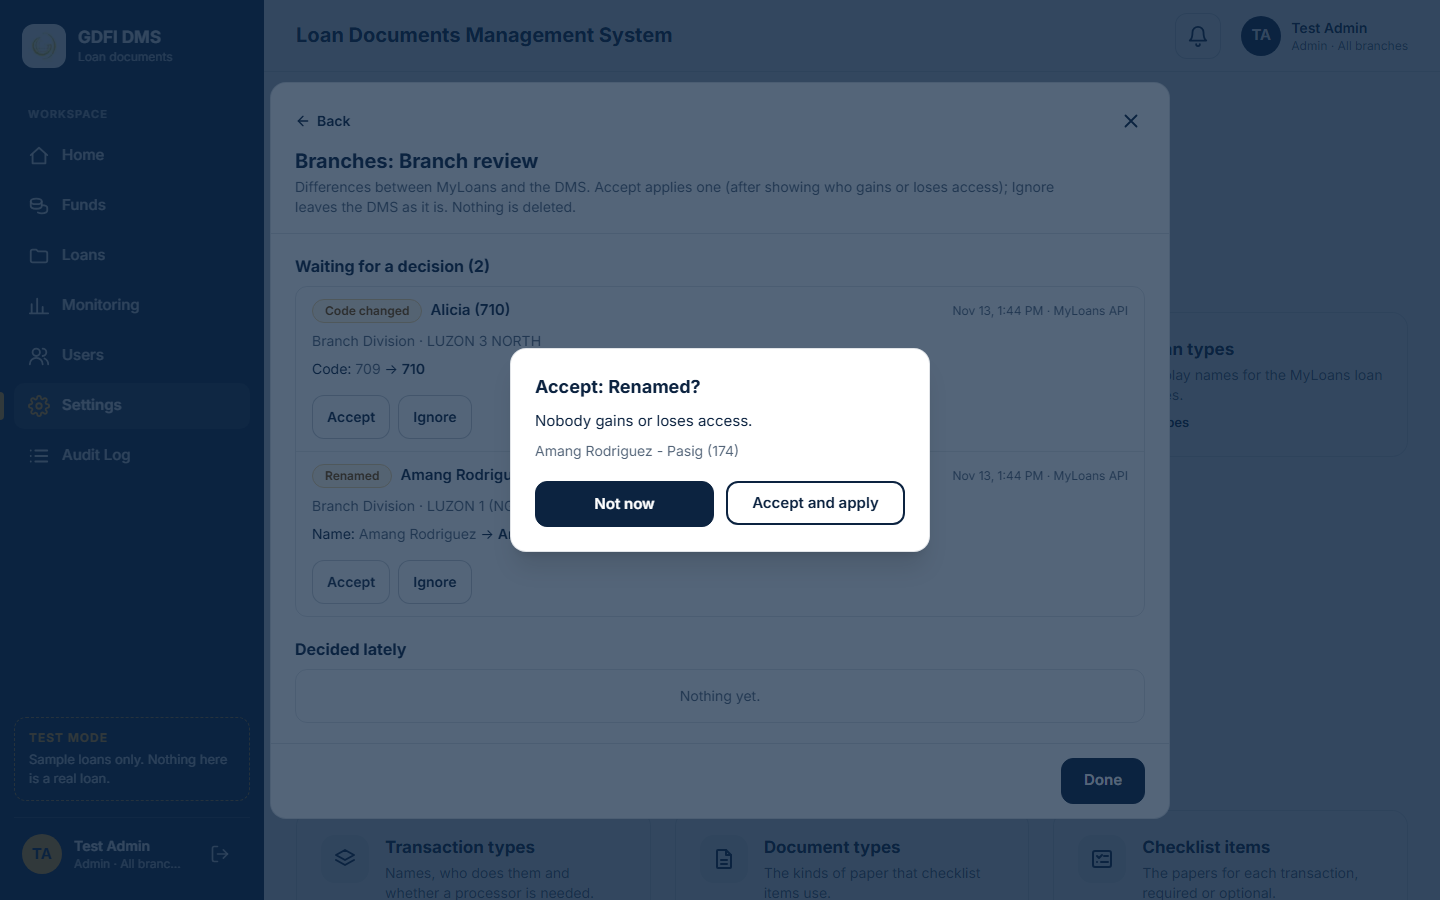 GDFI DMS
Loan documents
WORKSPACE
Home
Funds
Loans
Monitoring
Users
Settings
Audit Log
TEST MODE
Sample loans only. Nothing here
is a real loan.
TA
Test Admin
Admin · All branc...
Loan Documents Management System
TA
Test Admin
Admin · All branches
Back
Branches: Branch review
Differences between MyLoans and the DMS. Accept applies one (after showing who gains or loses access); Ignore
leaves the DMS as it is. Nothing is deleted.
Waiting for a decision (2)
Code changed
Alicia (710)
Nov 13, 1:44 PM · MyLoans API
Branch Division · LUZON 3 NORTH
Code: 709 → 710
Accept
Ignore
Renamed
Amang Rodrigu
Nov 13, 1:44 PM · MyLoans API
Branch Division · LUZON 1 (NC
Name: Amang Rodriguez →
Accept
Ignore
Accept: Renamed?
Nobody gains or loses access.
Amang Rodriguez - Pasig (174)
Not now
Accept and apply
Decided lately
Nothing yet.
Done
n types
lay names for the MyLoans loan
Transaction types
Names, who does them and
whether a processor is needed.
Document types
The kinds of paper that checklist
items use.
Checklist items
The papers for each transaction,
required or optional.